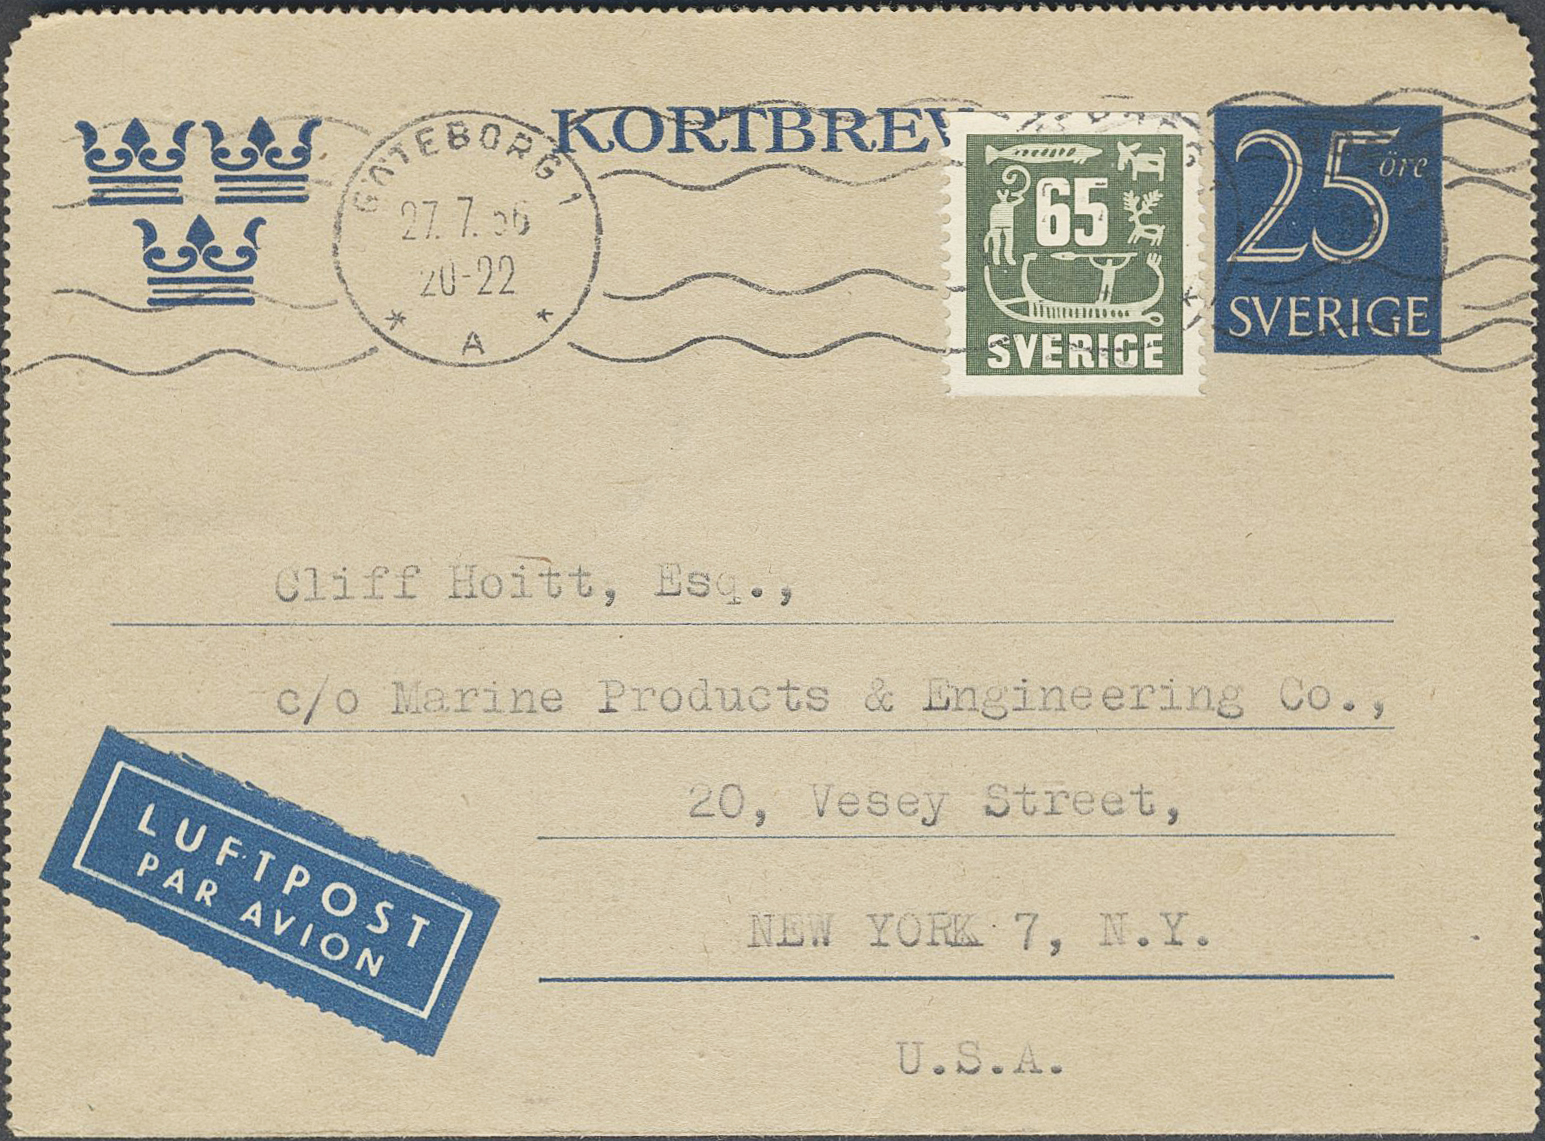 KORTBREV
GÖTEBORG 1
27.7.56
20-22
A
65
SVERIGE
25 öre
SVERIGE
Cliff Hoitt, Esq.,
c/o Marine Products & Engineering Co.,
20, Vesey Street,
NEW YORK 7, N.Y.
U.S.A.
LUFTPOST
PAR AVION